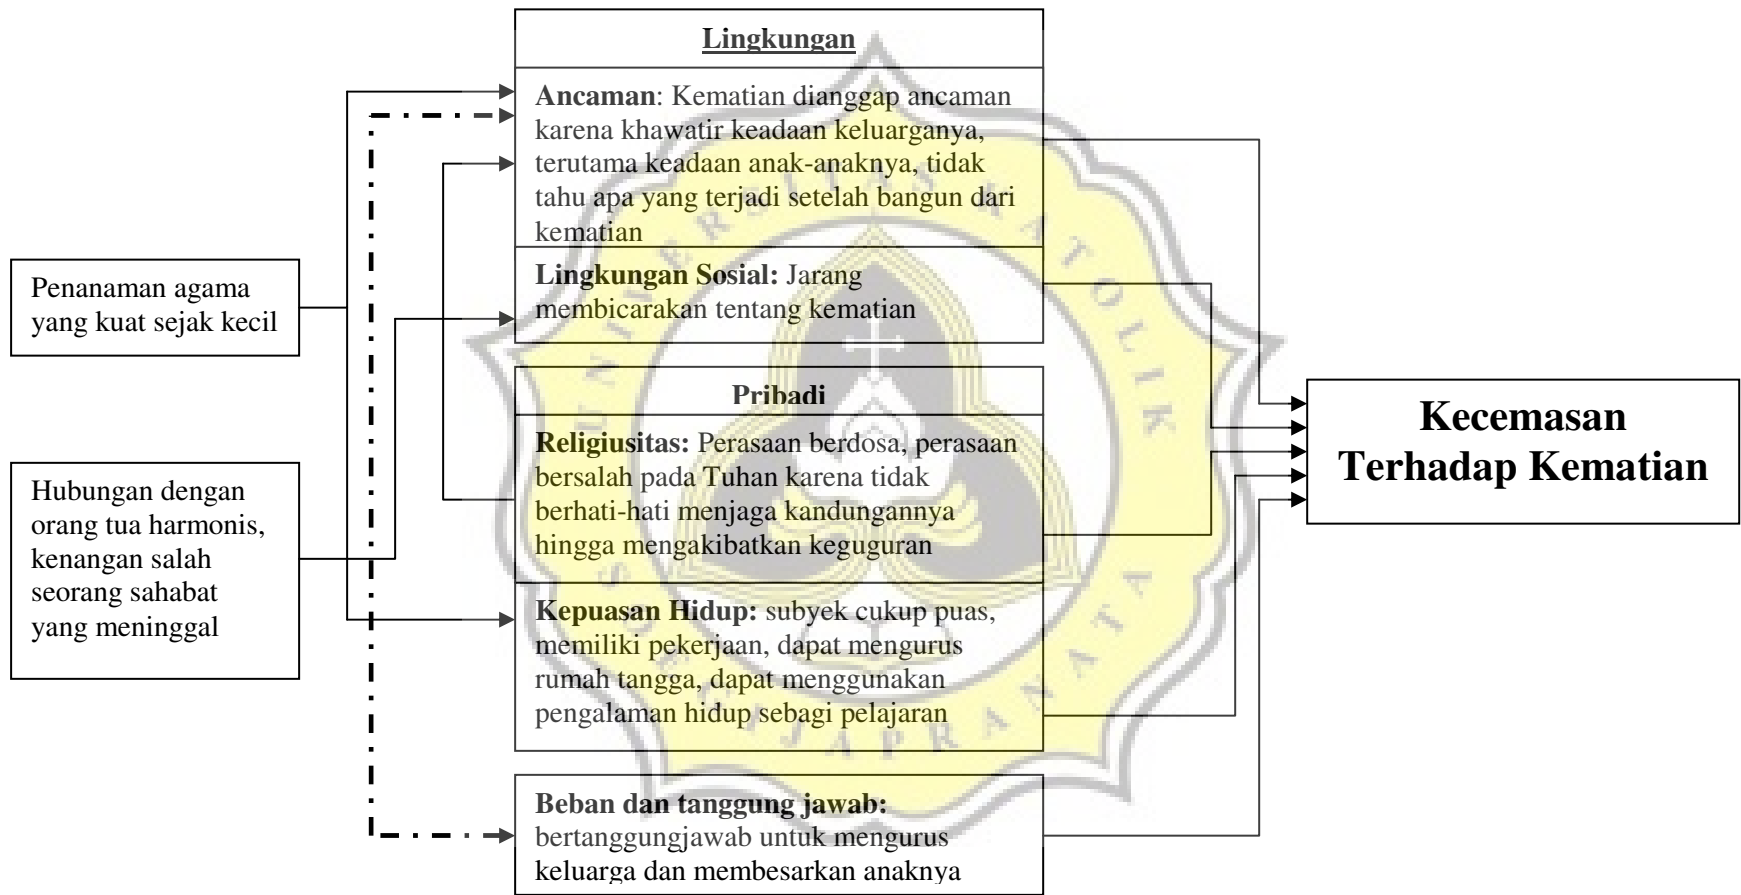 Lingkungan
Ancaman: Kematian dianggap ancaman
karena khawatir keadaan keluarganya,
terutama keadaan anak-anaknya, tidak
tahu apa yang terjadi setelah bangun dari
kematian
Lingkungan Sosial: Jarang
membicarakan tentang kematian
Penanaman agama
yang kuat sejak kecil
Hubungan dengan
orang tua harmonis,
kenangan salah
seorang sahabat
yang meninggal
Pribadi
Religiusitas: Perasaan berdosa, perasaan
bersalah pada Tuhan karena tidak
berhati-hati menjaga kandungannya
hingga mengakibatkan keguguran
Kepuasan Hidup: subyek cukup puas,
memiliki pekerjaan, dapat mengurus
rumah tangga, dapat menggunakan
pengalaman hidup sebagi pelajaran
Beban dan tanggung jawab:
bertanggungjawab untuk mengurus
keluarga dan membesarkan anaknya
Kecemasan
Terhadap Kematian
UNIVERSITAS KATOLIK
SOEGIJAPRANATA